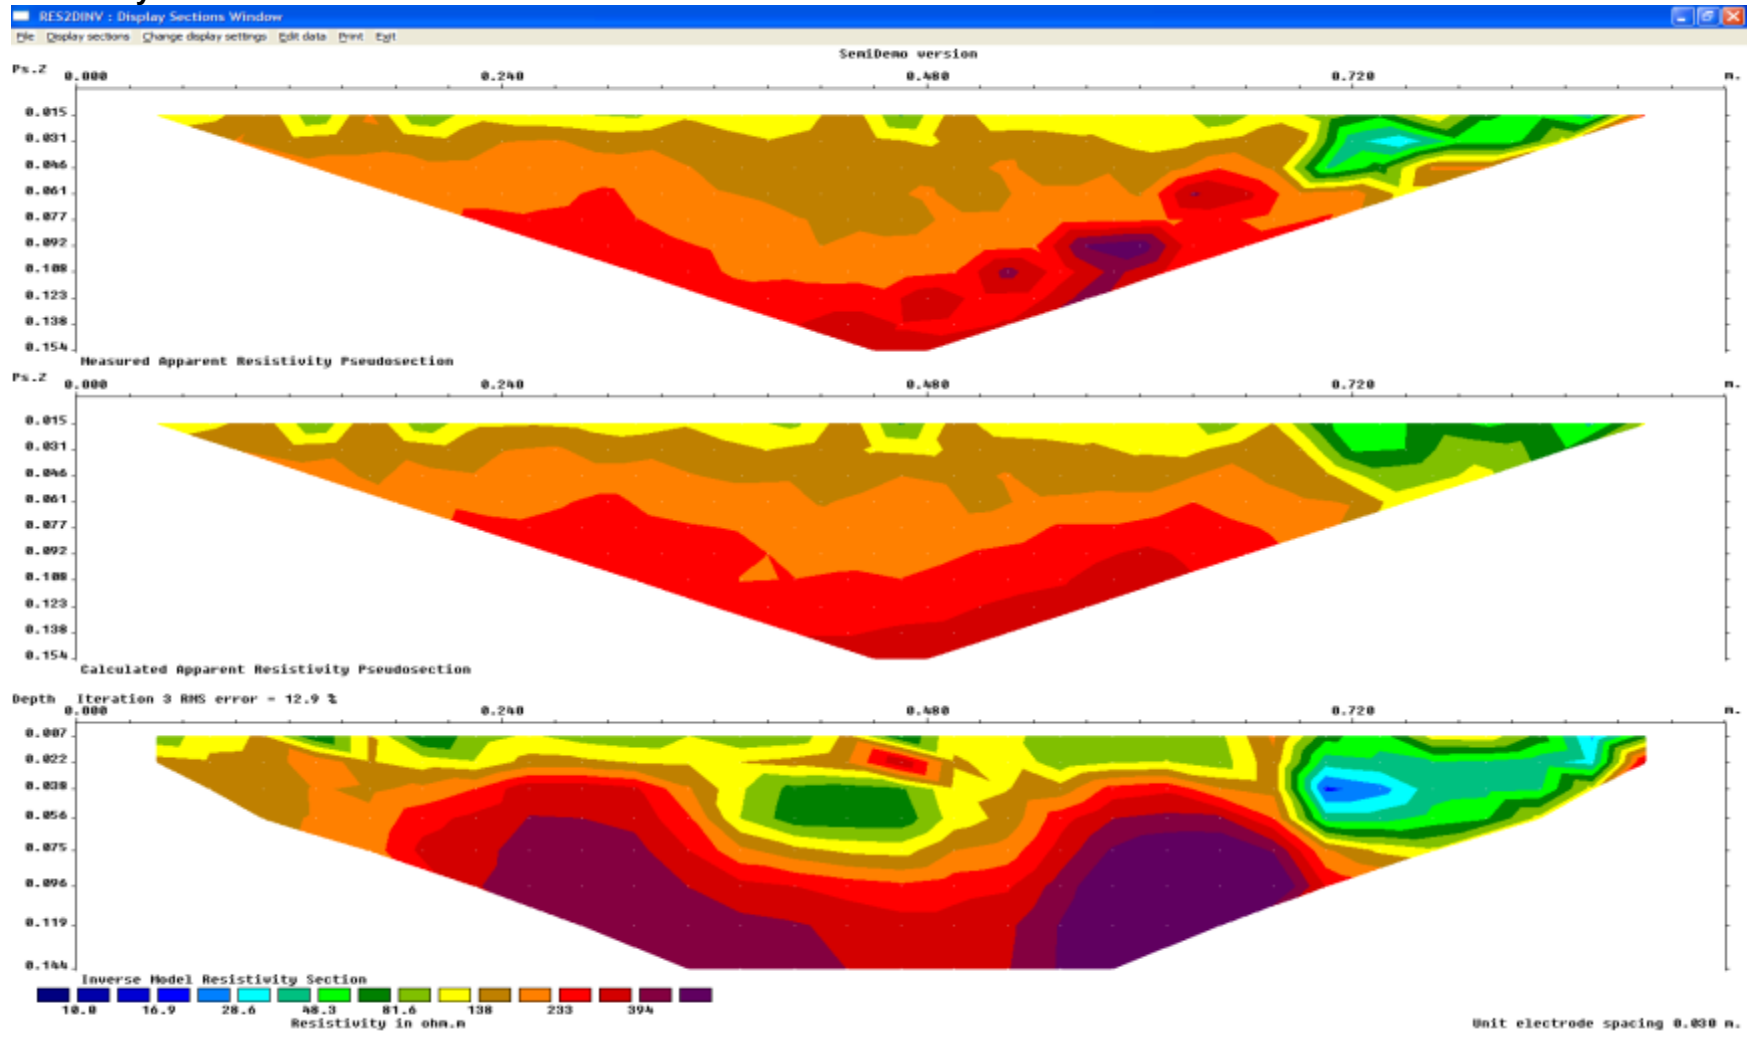 RES2DINV : Display Sections Window
File Display sections Change display settings Edit data Print Exit
SemiDemo version
Ps.Z 0.000 0.240 0.480 0.720 m.
0.015
0.031
0.046
0.061
0.077
0.092
0.108
0.123
0.138
0.154
Measured Apparent Resistivity Pseudosection
Ps.Z 0.000 0.240 0.480 0.720 m.
0.015
0.031
0.046
0.061
0.077
0.092
0.108
0.123
0.138
0.154
Calculated Apparent Resistivity Pseudosection
Depth Iteration 3 RMS error = 12.9 %
0.000 0.240 0.480 0.720 m.
0.007
0.022
0.038
0.056
0.075
0.096
0.119
0.144
Inverse Model Resistivity Section
10.0 16.9 28.6 48.3 81.6 138 233 394
Resistivity in ohm.m
Unit electrode spacing 0.030 m.